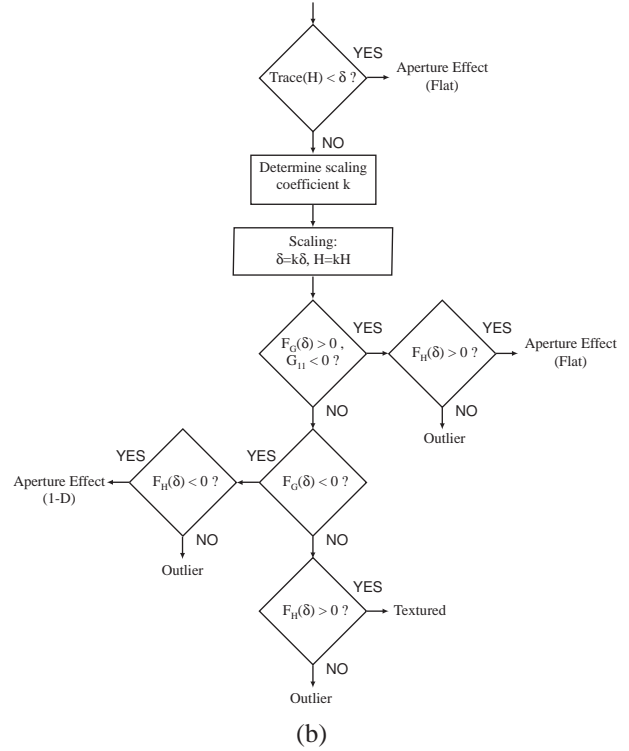 YES
Trace(H) < δ ?
Aperture Effect
(Flat)
NO
Determine scaling
coefficient k
Scaling:
δ=kδ, H=kH
YES
YES
F_G(δ) > 0 ,
G_11 < 0 ?
F_H(δ) > 0 ?
Aperture Effect
(Flat)
NO
NO
Outlier
YES
YES
Aperture Effect
(1-D)
F_H(δ) < 0 ?
F_G(δ) < 0 ?
NO
NO
Outlier
YES
F_H(δ) > 0 ?
Textured
NO
Outlier
(b)